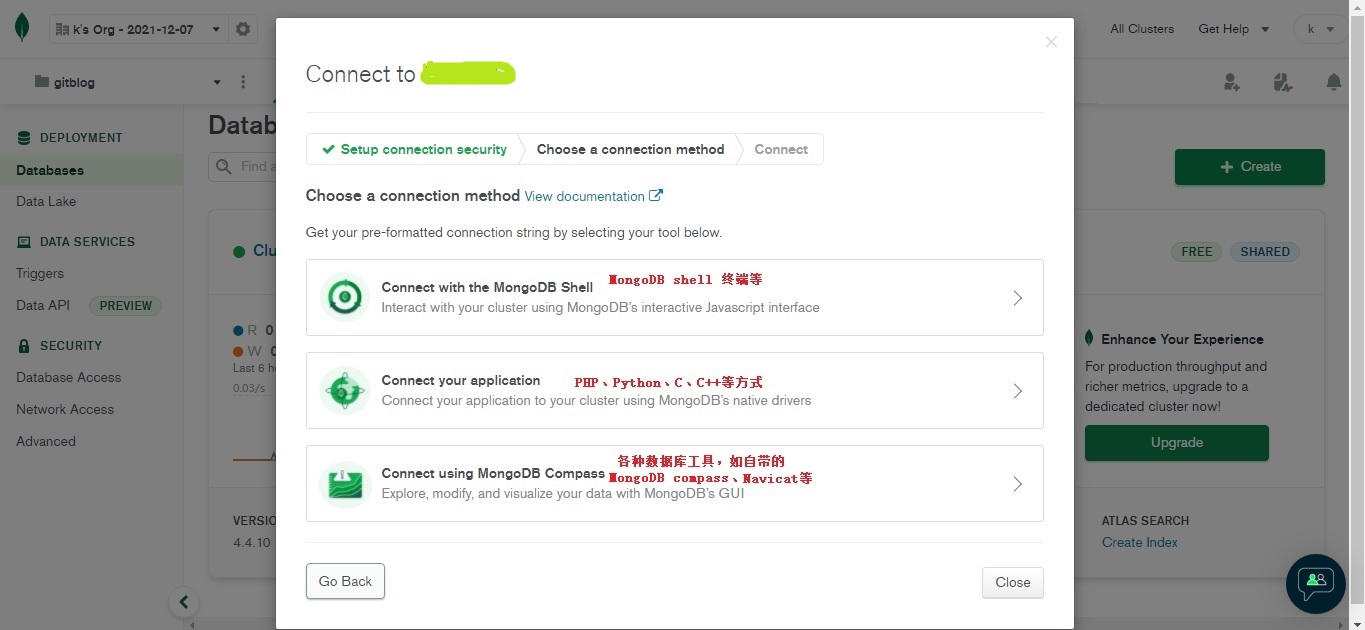 k's Org - 2021-12-07
All Clusters
Get Help
k
gitblog
DEPLOYMENT
Databases
Data Lake
DATA SERVICES
Triggers
Data API PREVIEW
SECURITY
Database Access
Network Access
Advanced
Datab
Find a
+ Create
Clu
FREE SHARED
R 0
W 0
Last 6 h
0.03/s
VERSIO
4.4.10
Enhance Your Experience
For production throughput and
richer metrics, upgrade to a
dedicated cluster now!
Upgrade
ATLAS SEARCH
Create Index
Connect to
Setup connection security
Choose a connection method
Connect
Choose a connection method View documentation
Get your pre-formatted connection string by selecting your tool below.
Connect with the MongoDB Shell MongoDB shell 终端等
Interact with your cluster using MongoDB's interactive Javascript interface
Connect your application PHP、Python、C、C++等方式
Connect your application to your cluster using MongoDB's native drivers
各种数据库工具，如自带的
Connect using MongoDB Compass MongoDB compass、Navicat等
Explore, modify, and visualize your data with MongoDB's GUI
Go Back
Close